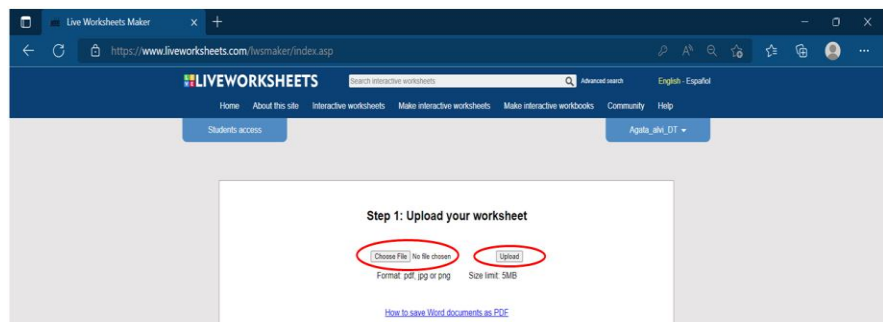 Live Worksheets Maker
https://www.liveworksheets.com/lwsmaker/index.asp
LIVEWORKSHEETS Search interactive worksheets Advanced search English - Español
Home About this site Interactive worksheets Make interactive worksheets Make interactive workbooks Community Help
Students access Agata_alvi_DT
Step 1: Upload your worksheet
Choose File No file chosen Upload
Format: pdf, jpg or png Size limit: 5MB
How to save Word documents as PDF